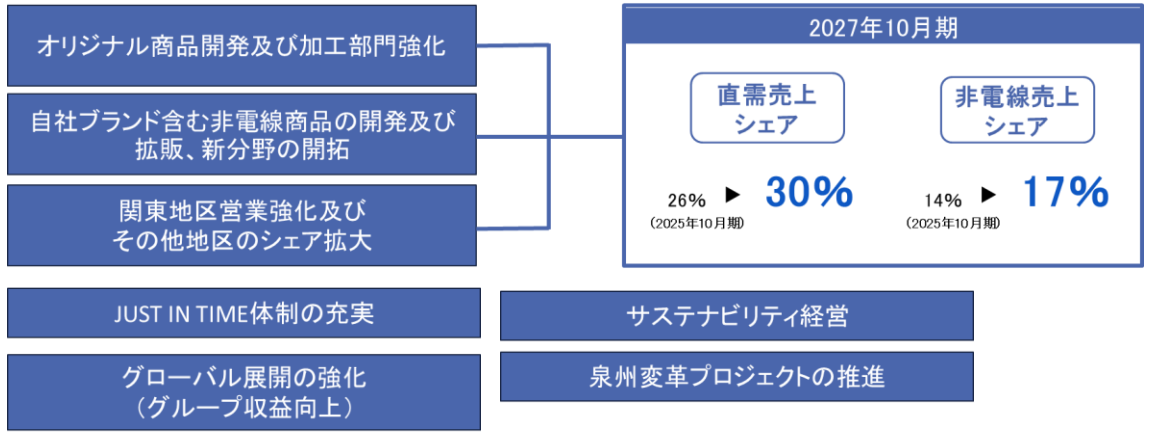 オリジナル商品開発及び加工部門強化
自社ブランド含む非電線商品の開発及び
拡販、新分野の開拓
関東地区営業強化及び
その他地区のシェア拡大
2027年10月期
直需売上
シェア
26% ▶ 30%
(2025年10月期)
非電線売上
シェア
14% ▶ 17%
(2025年10月期)
JUST IN TIME体制の充実
サステナビリティ経営
グローバル展開の強化
（グループ収益向上）
泉州変革プロジェクトの推進